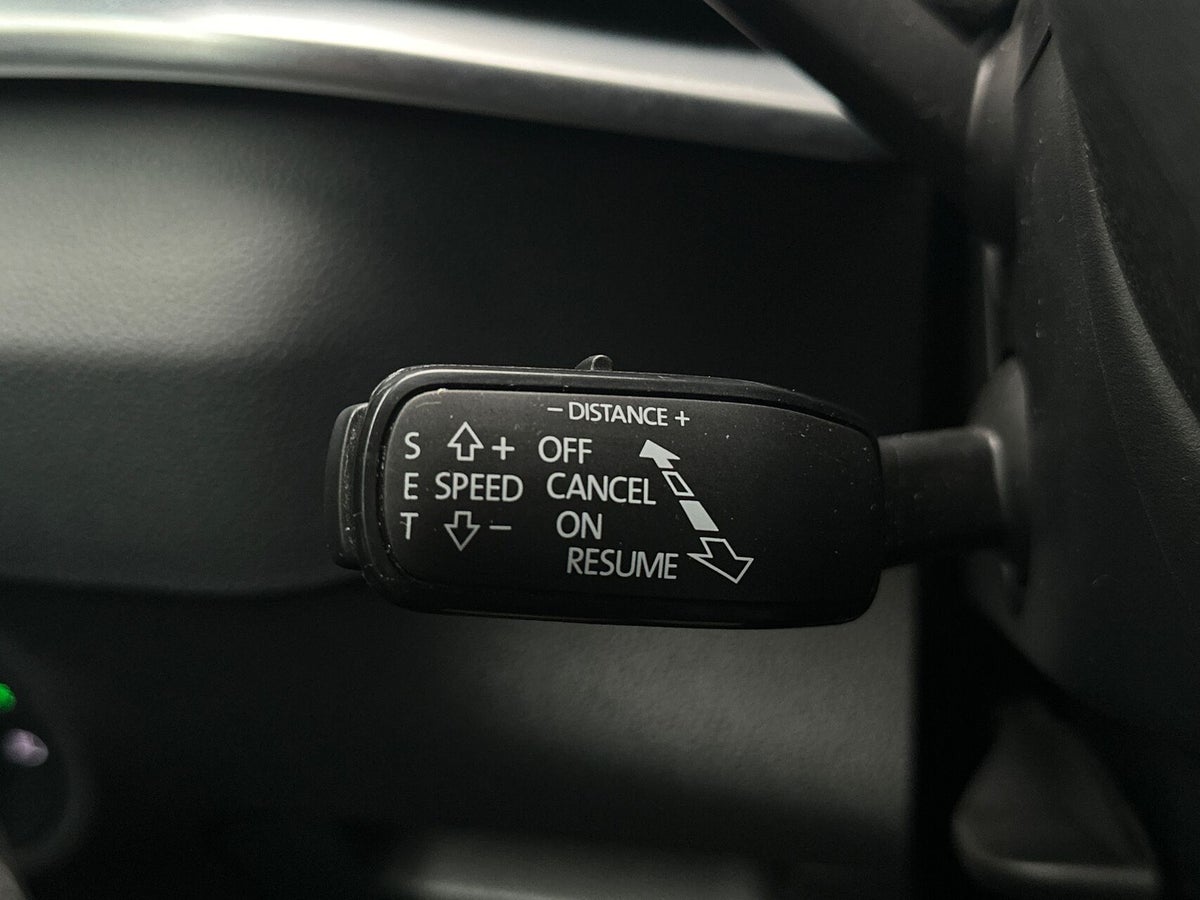 – DISTANCE +
S + OFF
E SPEED CANCEL
T – ON
RESUME